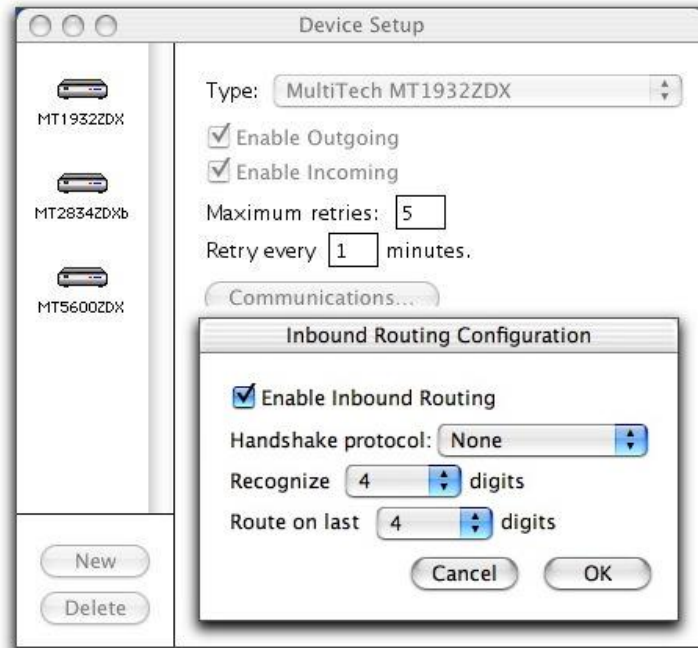 Device Setup
MT1932ZDX
MT2834ZDXb
MT5600ZDX
New
Delete
Type: MultiTech MT1932ZDX
Enable Outgoing
Enable Incoming
Maximum retries: 5
Retry every 1 minutes.
Communications...
Inbound Routing Configuration
Enable Inbound Routing
Handshake protocol: None
Recognize 4 digits
Route on last 4 digits
Cancel OK